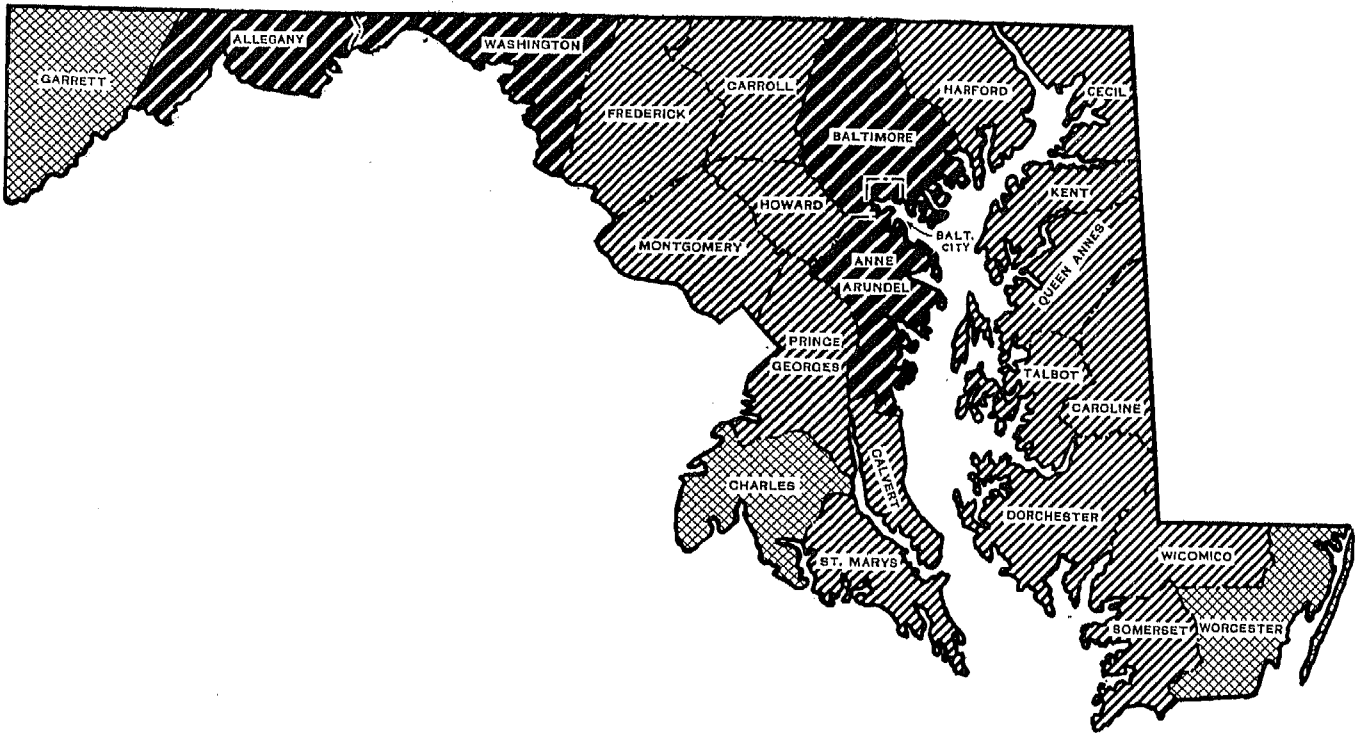 ALLEGANY
WASHINGTON
GARRETT
FREDERICK
CARROLL
BALTIMORE
HARFORD
CECIL
KENT
HOWARD
MONTGOMERY
BALT.
CITY
QUEEN ANNES
ANNE
ARUNDEL
PRINCE
GEORGES
TALBOT
CAROLINE
CHARLES
CALVERT
DORCHESTER
ST. MARYS
WICOMICO
SOMERSET
WORCESTER